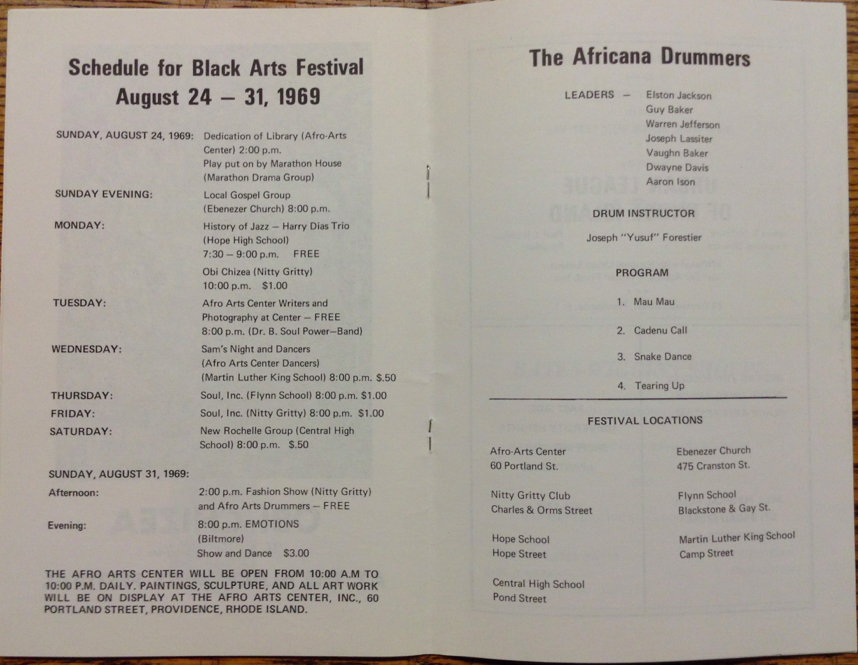 Schedule for Black Arts Festival
August 24 – 31, 1969
SUNDAY, AUGUST 24, 1969: Dedication of Library (Afro-Arts
Center) 2:00 p.m.
Play put on by Marathon House
(Marathon Drama Group)
SUNDAY EVENING: Local Gospel Group
(Ebenezer Church) 8:00 p.m.
MONDAY: History of Jazz – Harry Dias Trio
(Hope High School)
7:30 – 9:00 p.m. FREE
Obi Chizea (Nitty Gritty)
10:00 p.m. $1.00
TUESDAY: Afro Arts Center Writers and
Photography at Center – FREE
8:00 p.m. (Dr. B. Soul Power–Band)
WEDNESDAY: Sam's Night and Dancers
(Afro Arts Center Dancers)
(Martin Luther King School) 8:00 p.m. $.50
THURSDAY: Soul, Inc. (Flynn School) 8:00 p.m. $1.00
FRIDAY: Soul, Inc. (Nitty Gritty) 8:00 p.m. $1.00
SATURDAY: New Rochelle Group (Central High
School) 8:00 p.m. $.50
SUNDAY, AUGUST 31, 1969:
Afternoon: 2:00 p.m. Fashion Show (Nitty Gritty)
and Afro Arts Drummers – FREE
Evening: 8:00 p.m. EMOTIONS
(Biltmore)
Show and Dance $3.00
THE AFRO ARTS CENTER WILL BE OPEN FROM 10:00 A.M TO
10:00 P.M. DAILY. PAINTINGS, SCULPTURE, AND ALL ART WORK
WILL BE ON DISPLAY AT THE AFRO ARTS CENTER, INC., 60
PORTLAND STREET, PROVIDENCE, RHODE ISLAND.
The Africana Drummers
LEADERS – Elston Jackson
Guy Baker
Warren Jefferson
Joseph Lassiter
Vaughn Baker
Dwayne Davis
Aaron Ison
DRUM INSTRUCTOR
Joseph "Yusuf" Forestier
PROGRAM
1. Mau Mau
2. Cadenu Call
3. Snake Dance
4. Tearing Up
FESTIVAL LOCATIONS
Afro-Arts Center
60 Portland St.
Nitty Gritty Club
Charles & Orms Street
Hope School
Hope Street
Central High School
Pond Street
Ebenezer Church
475 Cranston St.
Flynn School
Blackstone & Gay St.
Martin Luther King School
Camp Street